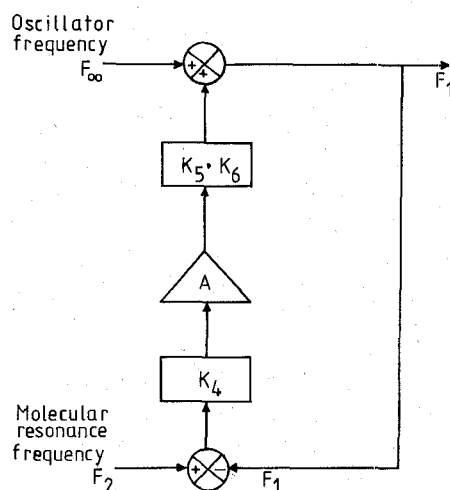 Oscillator
frequency
F∞
+
+
F₁
K₅· K₆
A
K₄
Molecular
resonance
frequency
F₂
+
−
F₁